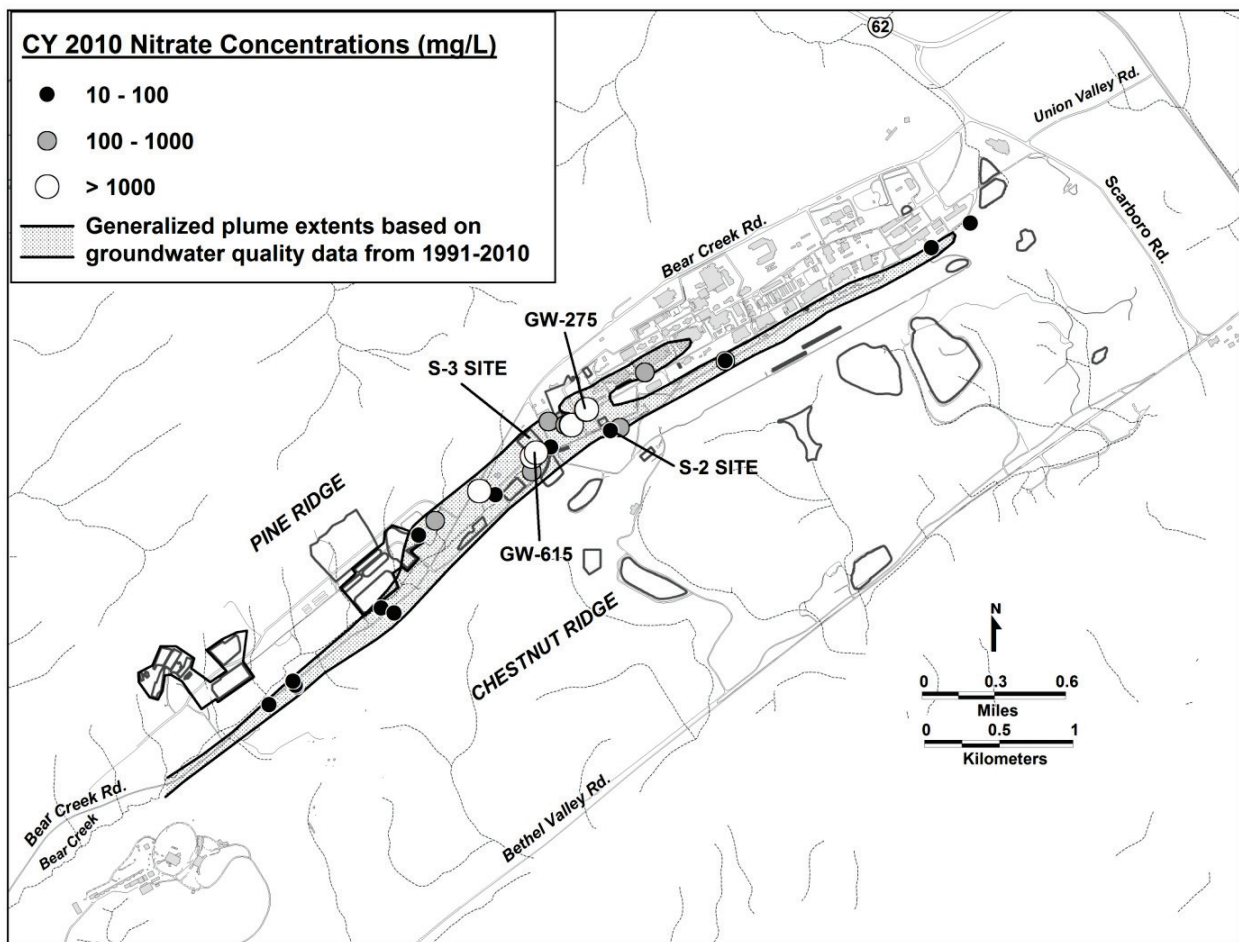 CY 2010 Nitrate Concentrations (mg/L)
10 - 100
100 - 1000
> 1000
Generalized plume extents based on
groundwater quality data from 1991-2010
62
Union Valley Rd.
Scarboro Rd.
Bear Creek Rd.
GW-275
S-3 SITE
S-2 SITE
GW-615
PINE RIDGE
CHESTNUT RIDGE
N
0 0.3 0.6
Miles
0 0.5 1
Kilometers
Bethel Valley Rd.
Bear Creek Rd.
Bear Creek